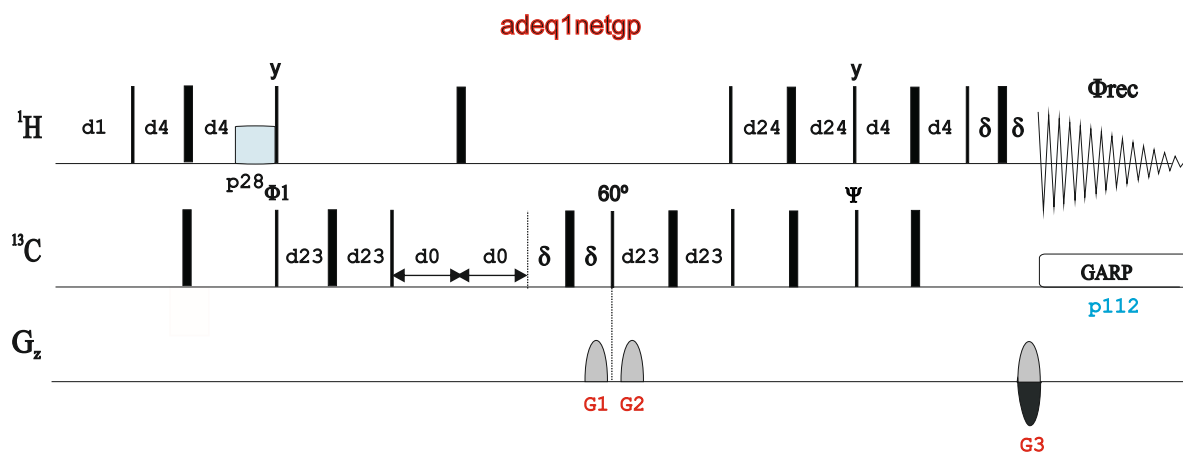 adeq1netgp
y y
¹H d1 d4 d4 d24 d24 d4 d4 δ δ Φrec
p28 Φ1 60º Ψ
¹³C d23 d23 d0 d0 δ δ d23 d23 GARP
p112
Gz
G1 G2
G3